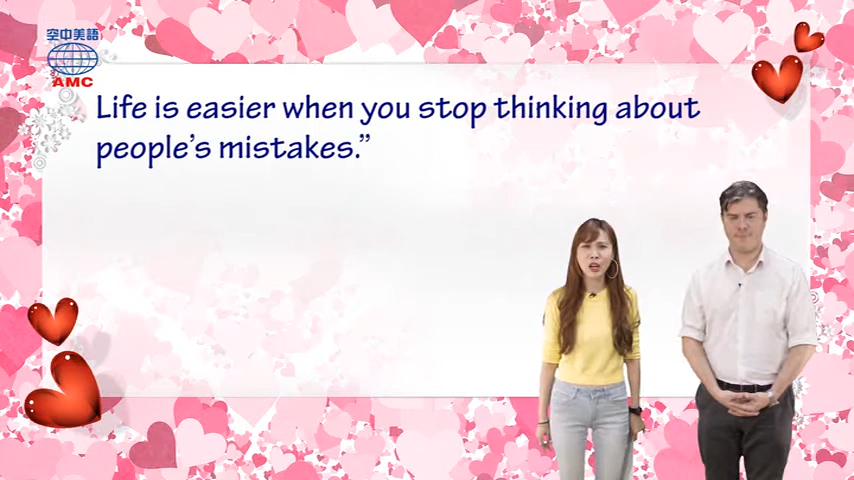 空中美語
AMC
Life is easier when you stop thinking about
people's mistakes.”